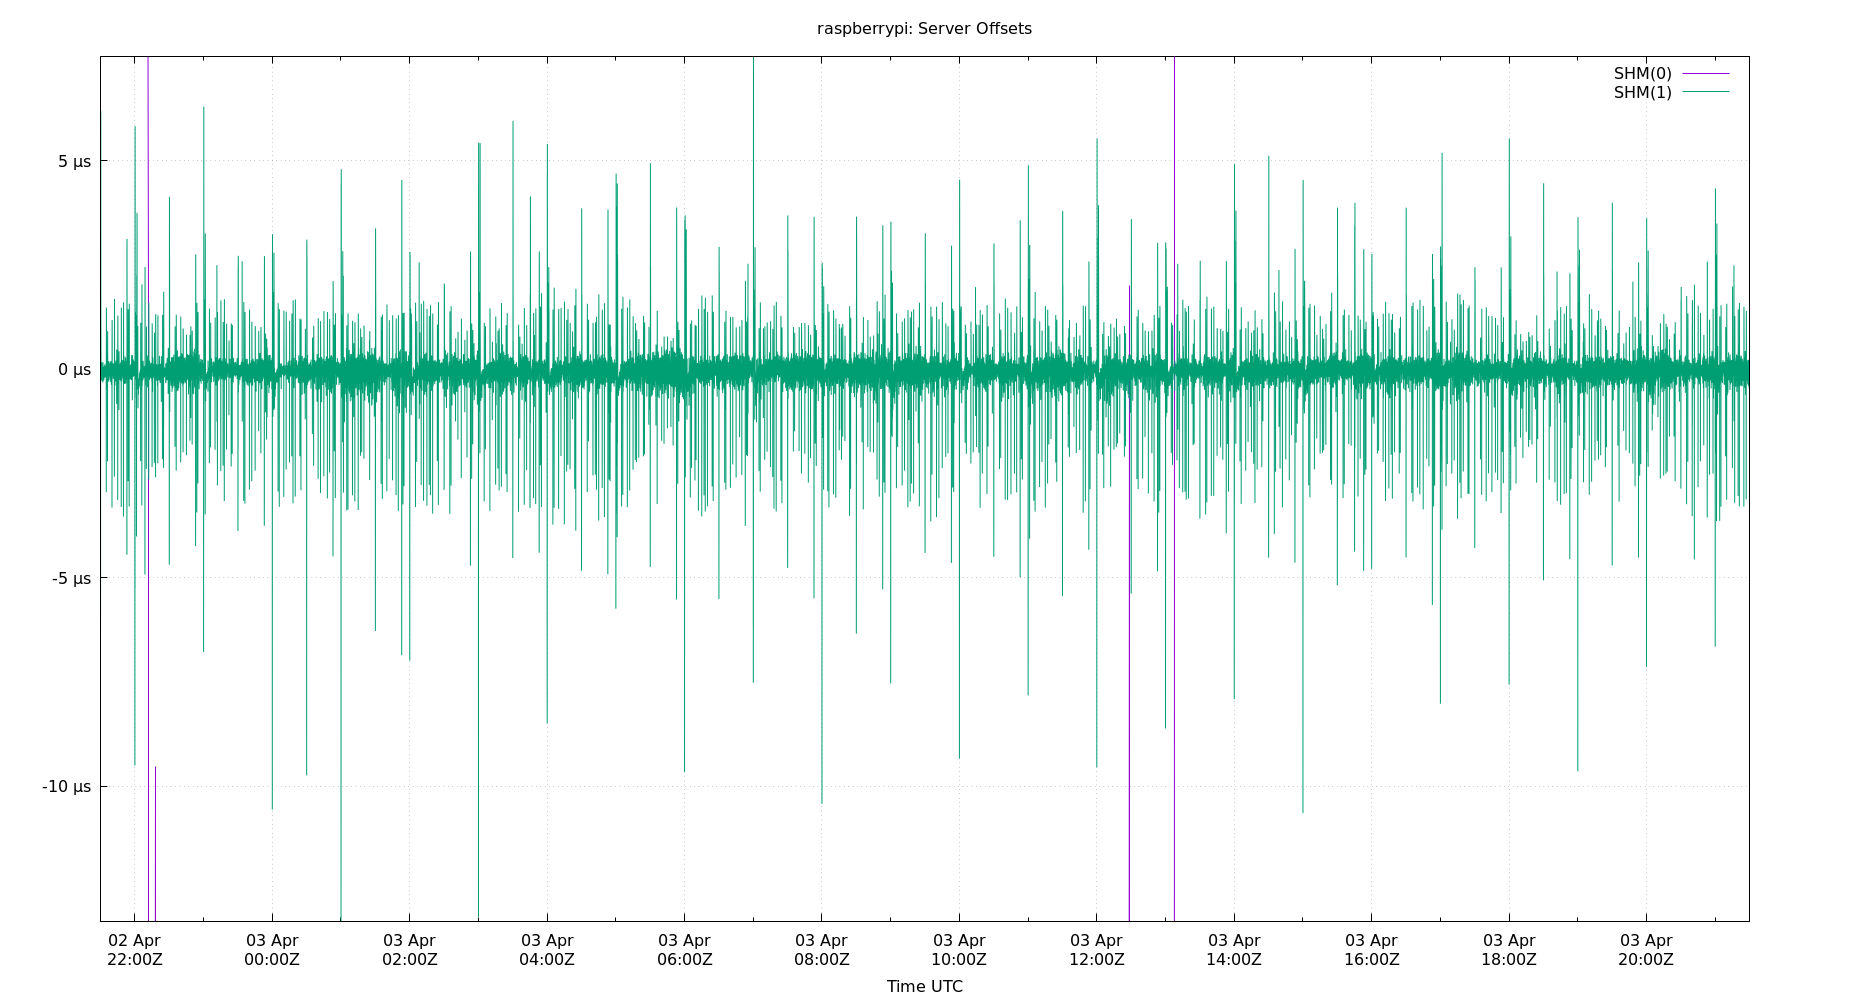 raspberrypi: Server Offsets
SHM(0)
SHM(1)
5 µs
0 µs
-5 µs
-10 µs
02 Apr 03 Apr 03 Apr 03 Apr 03 Apr 03 Apr 03 Apr 03 Apr 03 Apr 03 Apr 03 Apr 03 Apr
22:00Z 00:00Z 02:00Z 04:00Z 06:00Z 08:00Z 10:00Z 12:00Z 14:00Z 16:00Z 18:00Z 20:00Z
Time UTC